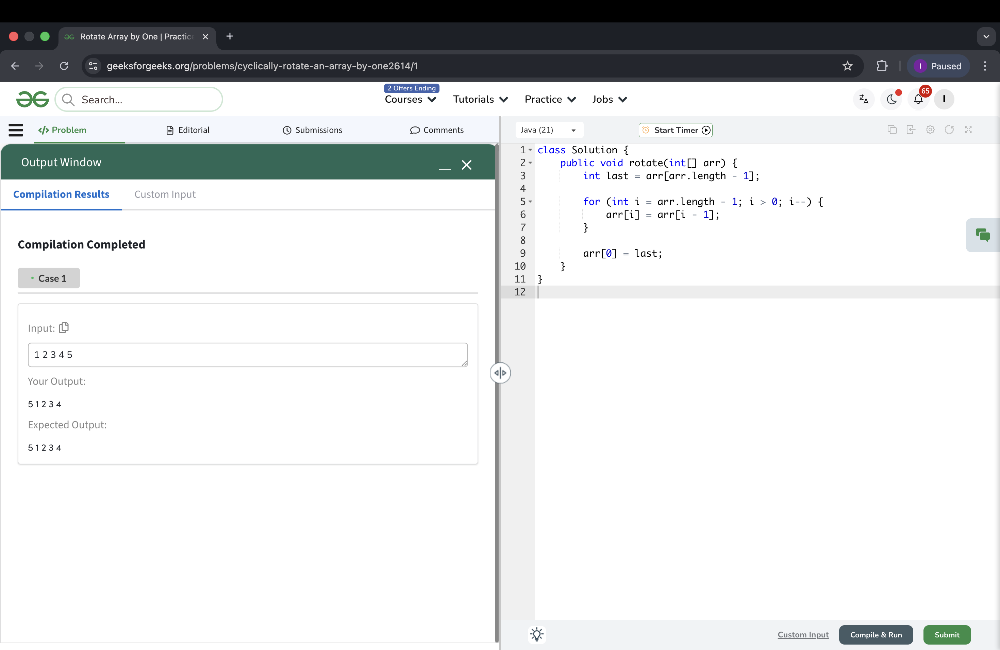 Rotate Array by One | Practice
geeksforgeeks.org/problems/cyclically-rotate-an-array-by-one2614/1
I Paused
Search...
2 Offers Ending
Courses Tutorials Practice Jobs
65
I
Problem Editorial Submissions Comments
Output Window
Compilation Results Custom Input
Compilation Completed
Case 1
Input:
1 2 3 4 5
Your Output:
5 1 2 3 4
Expected Output:
5 1 2 3 4
Java (21) Start Timer
1 class Solution {
2     public void rotate(int[] arr) {
3         int last = arr[arr.length - 1];
4
5         for (int i = arr.length - 1; i > 0; i--) {
6             arr[i] = arr[i - 1];
7         }
8
9         arr[0] = last;
10     }
11 }
12
Custom Input Compile & Run Submit